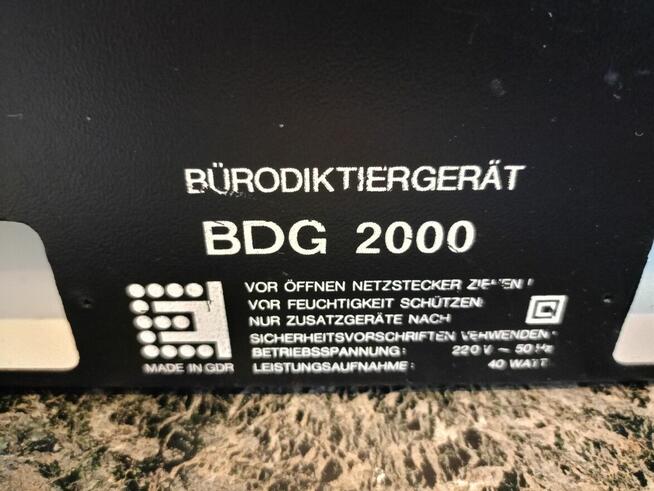 BÜRODIKTIERGERÄT
BDG 2000
VOR ÖFFNEN NETZSTECKER ZIEHEN!
VOR FEUCHTIGKEIT SCHÜTZEN!
NUR ZUSATZGERÄTE NACH
SICHERHEITSVORSCHRIFTEN VERWENDEN!
BETRIEBSSPANNUNG: 220 V ~ 50 Hz
LEISTUNGSAUFNAHME: 40 WATT
MADE IN GDR